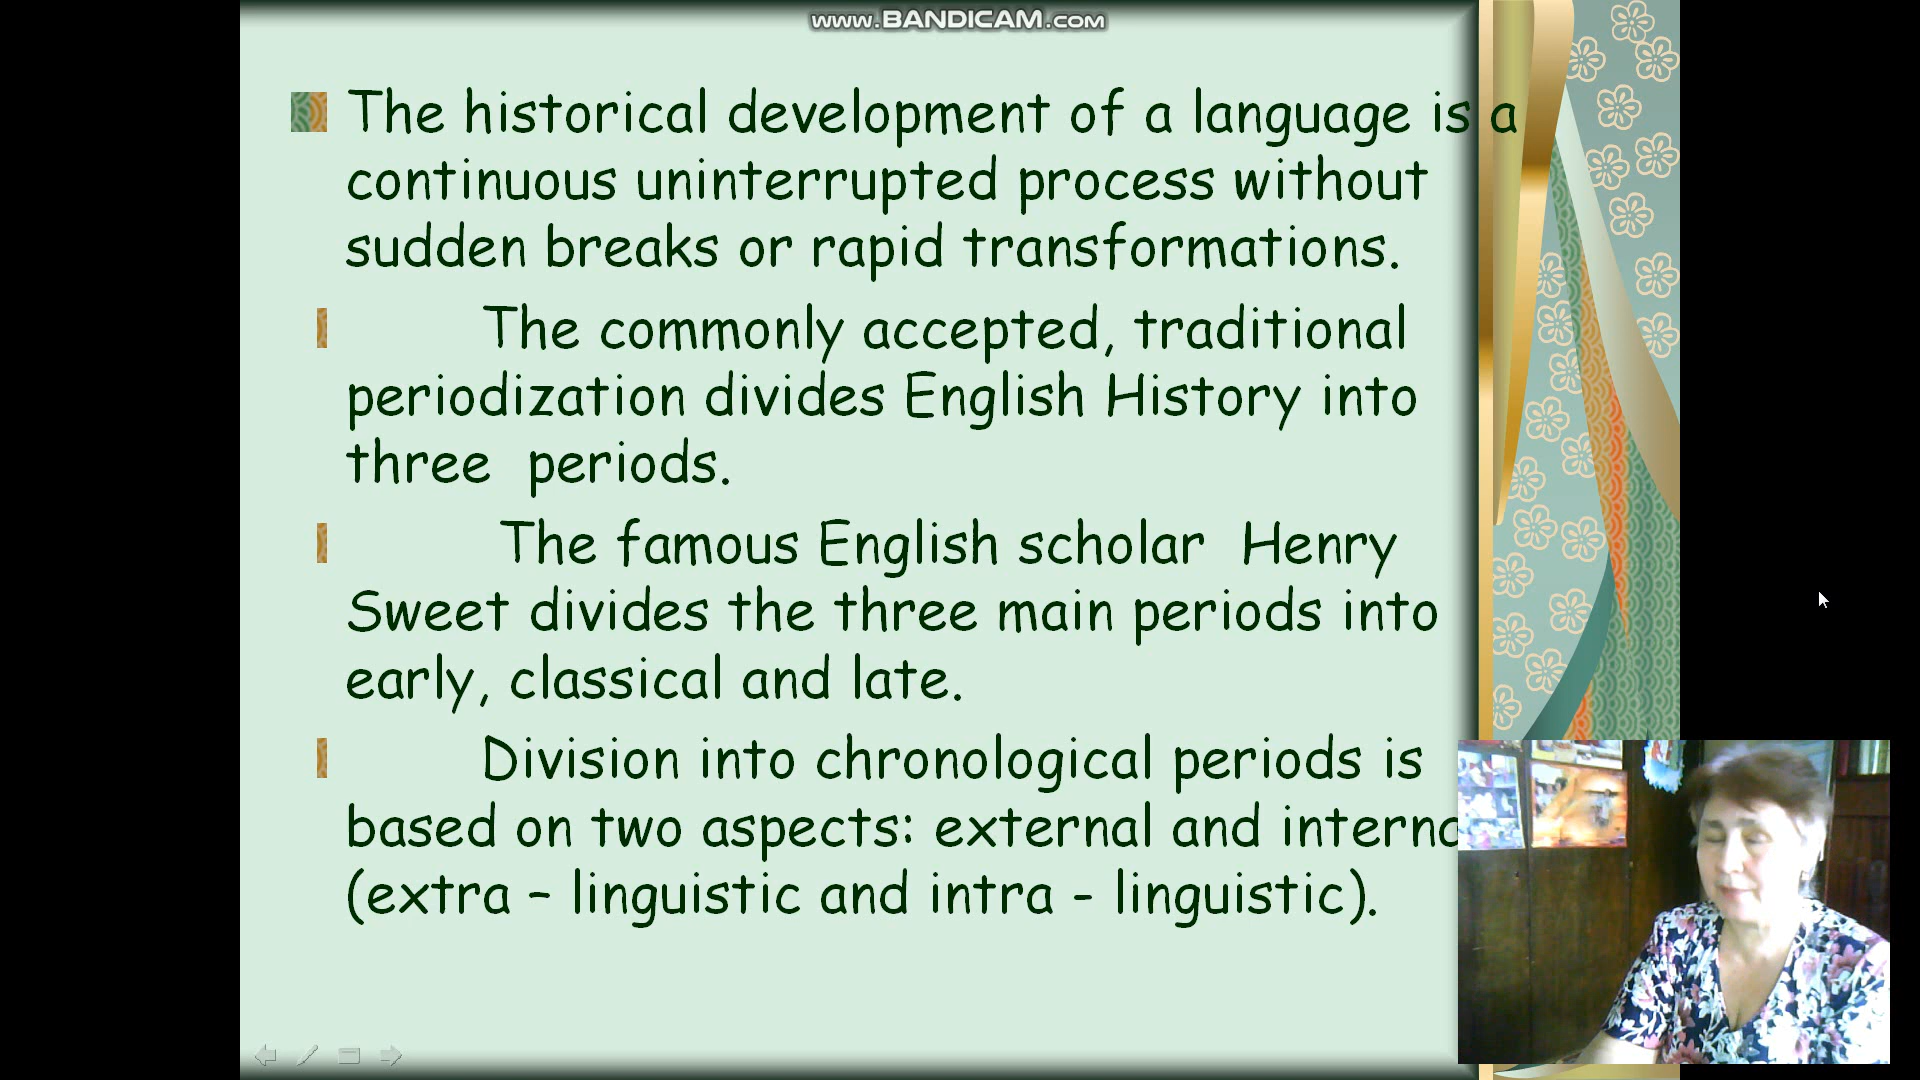 www.BANDICAM.com
The historical development of a language is a
continuous uninterrupted process without
sudden breaks or rapid transformations.
The commonly accepted, traditional
periodization divides English History into
three periods.
The famous English scholar Henry
Sweet divides the three main periods into
early, classical and late.
Division into chronological periods is
based on two aspects: external and interna
(extra – linguistic and intra - linguistic).